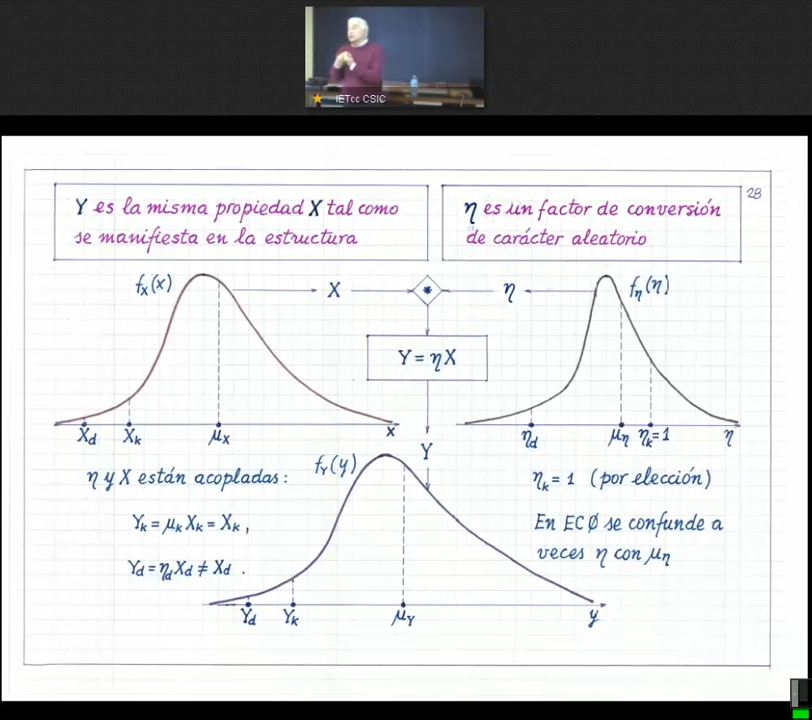 IETcc CSIC
28
Y es la misma propiedad X tal como
se manifiesta en la estructura
η es un factor de conversión
de carácter aleatorio
fx(x)
X
*
η
fη(η)
Y = ηX
Xd
Xk
μX
x
Y
ηd
μη
ηk=1
η
η y X están acopladas:
fY(y)
ηk = 1 (por elección)
Yk = μk Xk = Xk ,
En EC∅ se confunde a
veces η con μη
Yd = ηd Xd ≠ Xd .
Yd
Yk
μY
y